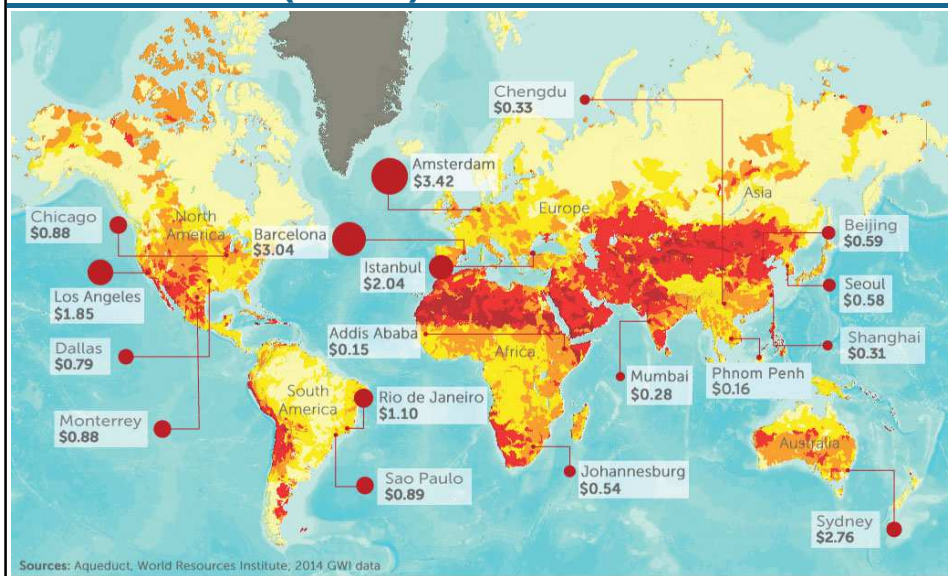 Chengdu
$0.33
Amsterdam
$3.42
Asia
Europe
North
America
Chicago
$0.88
Barcelona
$3.04
Beijing
$0.59
Istanbul
$2.04
Los Angeles
$1.85
Seoul
$0.58
Addis Ababa
$0.15
Africa
Shanghai
$0.31
Dallas
$0.79
Mumbai
$0.28
Phnom Penh
$0.16
South
America
Rio de Janeiro
$1.10
Monterrey
$0.88
Australia
Sao Paulo
$0.89
Johannesburg
$0.54
Sydney
$2.76
Sources: Aqueduct, World Resources Institute, 2014 GWI data